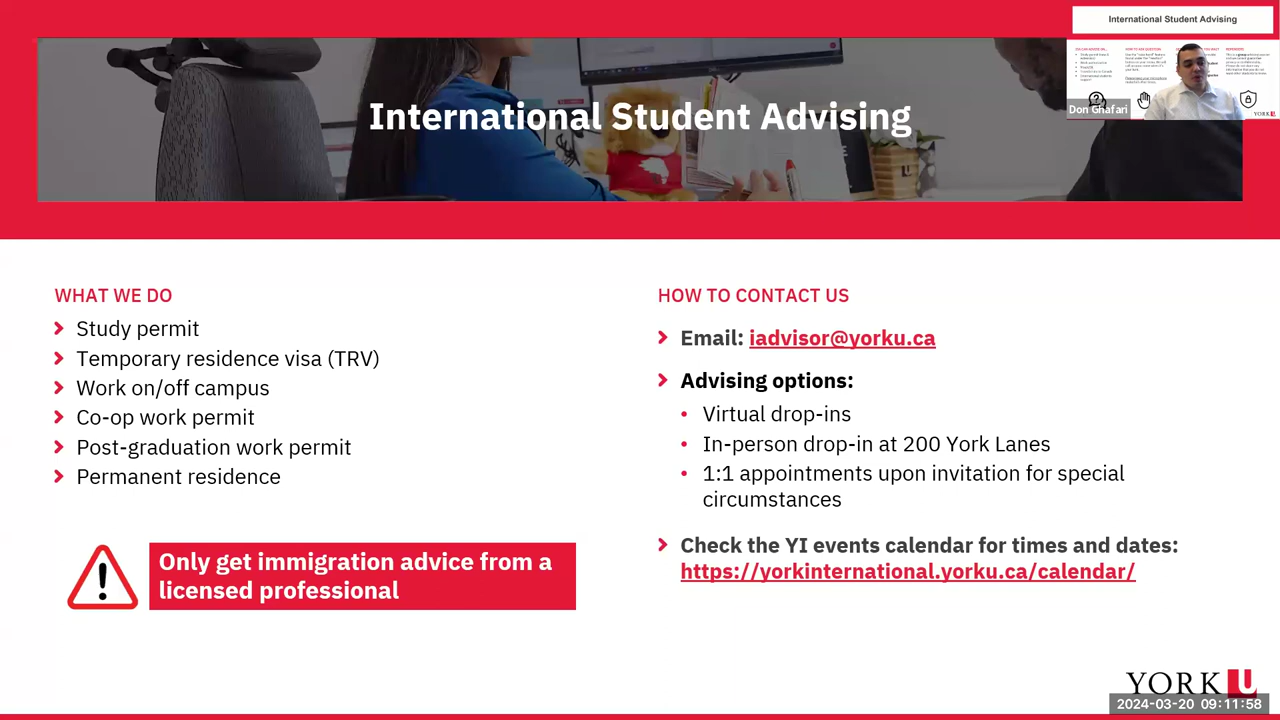 International Student Advising
Don Ghafari
International Student Advising
WHAT WE DO
Study permit
Temporary residence visa (TRV)
Work on/off campus
Co-op work permit
Post-graduation work permit
Permanent residence
Only get immigration advice from a
licensed professional
HOW TO CONTACT US
Email: iadvisor@yorku.ca
Advising options:
Virtual drop-ins
In-person drop-in at 200 York Lanes
1:1 appointments upon invitation for special
circumstances
Check the YI events calendar for times and dates:
https://yorkinternational.yorku.ca/calendar/
YORK U
2024-03-20 09:11:58